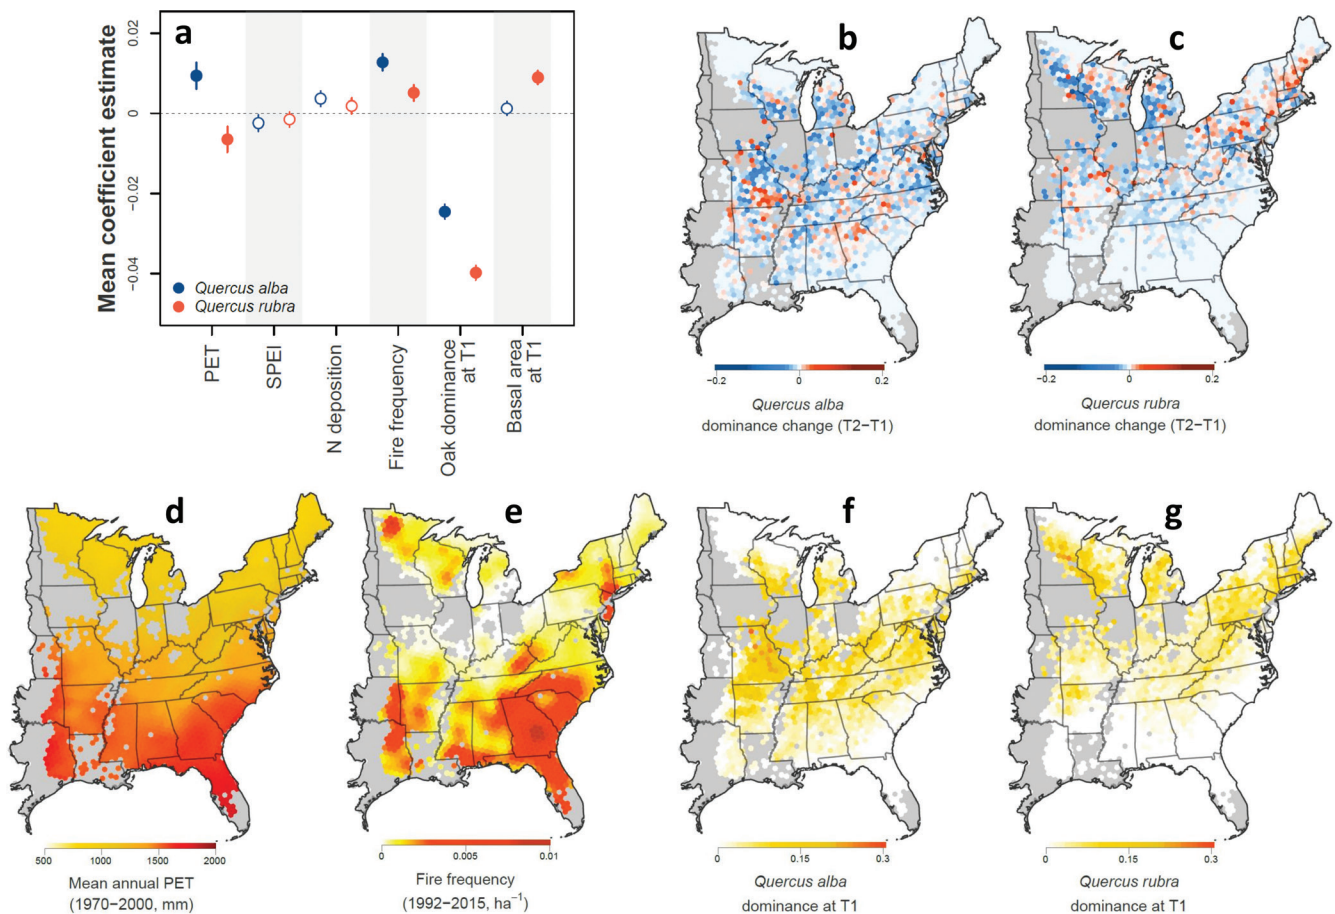 a
b
c
Mean coefficient estimate
0.02
0
−0.02
−0.04
Quercus alba
Quercus rubra
PET
SPEI
N deposition
Fire frequency
Oak dominance
at T1
Basal area
at T1
−0.2 0 0.2
Quercus alba
dominance change (T2−T1)
−0.2 0 0.2
Quercus rubra
dominance change (T2−T1)
d
e
f
g
500 1000 1500 2000
Mean annual PET
(1970−2000, mm)
0 0.005 0.01
Fire frequency
(1992−2015, ha⁻¹)
0 0.15 0.3
Quercus alba
dominance at T1
0 0.15 0.3
Quercus rubra
dominance at T1